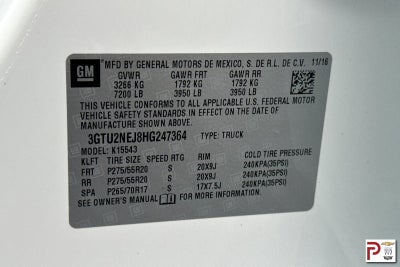 GM
MFD BY GENERAL MOTORS DE MEXICO, S. DE R.L. DE C.V. 11/16
GVWR GAWR FRT GAWR RR
3266 KG 1792 KG 1792 KG
7200 LB 3950 LB 3950 LB
THIS VEHICLE CONFORMS TO ALL APPLICABLE U.S. FEDERAL MOTOR
VEHICLE SAFETY STANDARDS IN EFFECT ON THE DATE OF
MANUFACTURE SHOWN ABOVE.
3GTU2NEJ8HG247364 TYPE: TRUCK
MODEL: K15543
KLFT TIRE SIZE SPEED RTG RIM COLD TIRE PRESSURE
FRT P275/55R20 S 20X9J 240KPA(35PSI)
RR P275/55R20 S 20X9J 240KPA(35PSI)
SPA P265/70R17 S 17X7.5J 240KPA(35PSI)
SEE OWNER'S MANUAL FOR MORE INFORMATION.
P